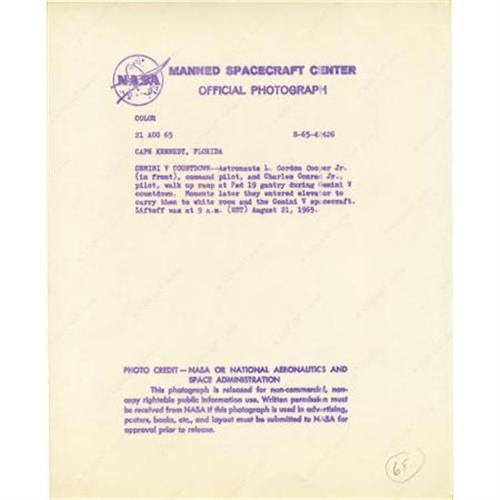 NASA
MANNED SPACECRAFT CENTER
OFFICIAL PHOTOGRAPH
COLOR
21 AUG 65 S-65-42626
CAPE KENNEDY, FLORIDA
GEMINI V COUNTDOWN--Astronauts L. Gordon Cooper Jr.
(in front), command pilot, and Charles Conrad Jr.,
pilot, walk up ramp at Pad 19 gantry during Gemini V
countdown. Moments later they entered elevator to
carry them to white room and the Gemini V spacecraft.
Liftoff was at 9 a.m. (EST) August 21, 1965.
PHOTO CREDIT — NASA OR NATIONAL AERONAUTICS AND
SPACE ADMINISTRATION
This photograph is released for non-commercial, non-
copy rightable public information use. Written permission must
be received from NASA if this photograph is used in advertising,
posters, books, etc., and layout must be submitted to NASA for
approval prior to release.
68.